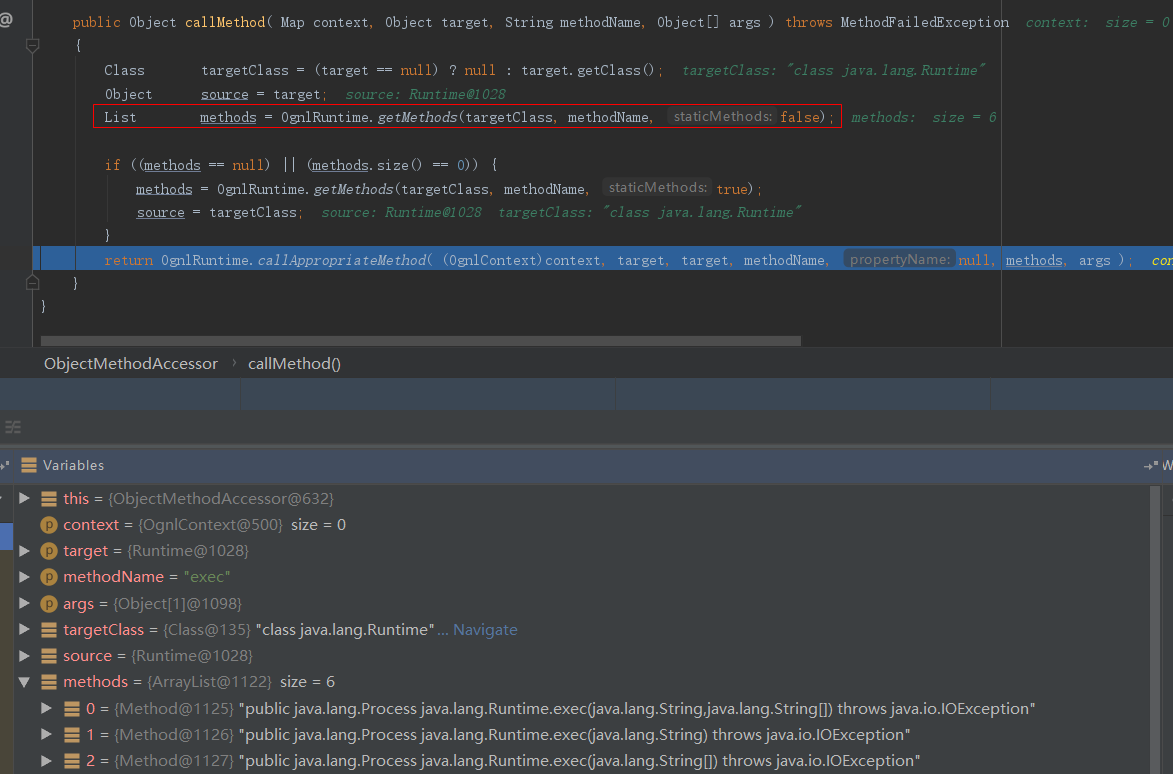 @
public Object callMethod( Map context, Object target, String methodName, Object[] args ) throws MethodFailedException context: size = 0
{
Class targetClass = (target == null) ? null : target.getClass(); targetClass: "class java.lang.Runtime"
Object source = target; source: Runtime@1028
List methods = OgnlRuntime.getMethods(targetClass, methodName, staticMethods: false); methods: size = 6
if ((methods == null) || (methods.size() == 0)) {
methods = OgnlRuntime.getMethods(targetClass, methodName, staticMethods: true);
source = targetClass; source: Runtime@1028 targetClass: "class java.lang.Runtime"
}
return OgnlRuntime.callAppropriateMethod( (OgnlContext)context, target, target, methodName, propertyName: null, methods, args ); con
}
}
ObjectMethodAccessor › callMethod()
Variables W
this = {ObjectMethodAccessor@632}
p context = {OgnlContext@500} size = 0
p target = {Runtime@1028}
p methodName = "exec"
p args = {Object[1]@1098}
targetClass = {Class@135} "class java.lang.Runtime" ... Navigate
source = {Runtime@1028}
methods = {ArrayList@1122} size = 6
0 = {Method@1125} "public java.lang.Process java.lang.Runtime.exec(java.lang.String,java.lang.String[]) throws java.io.IOException"
1 = {Method@1126} "public java.lang.Process java.lang.Runtime.exec(java.lang.String) throws java.io.IOException"
2 = {Method@1127} "public java.lang.Process java.lang.Runtime.exec(java.lang.String[]) throws java.io.IOException"